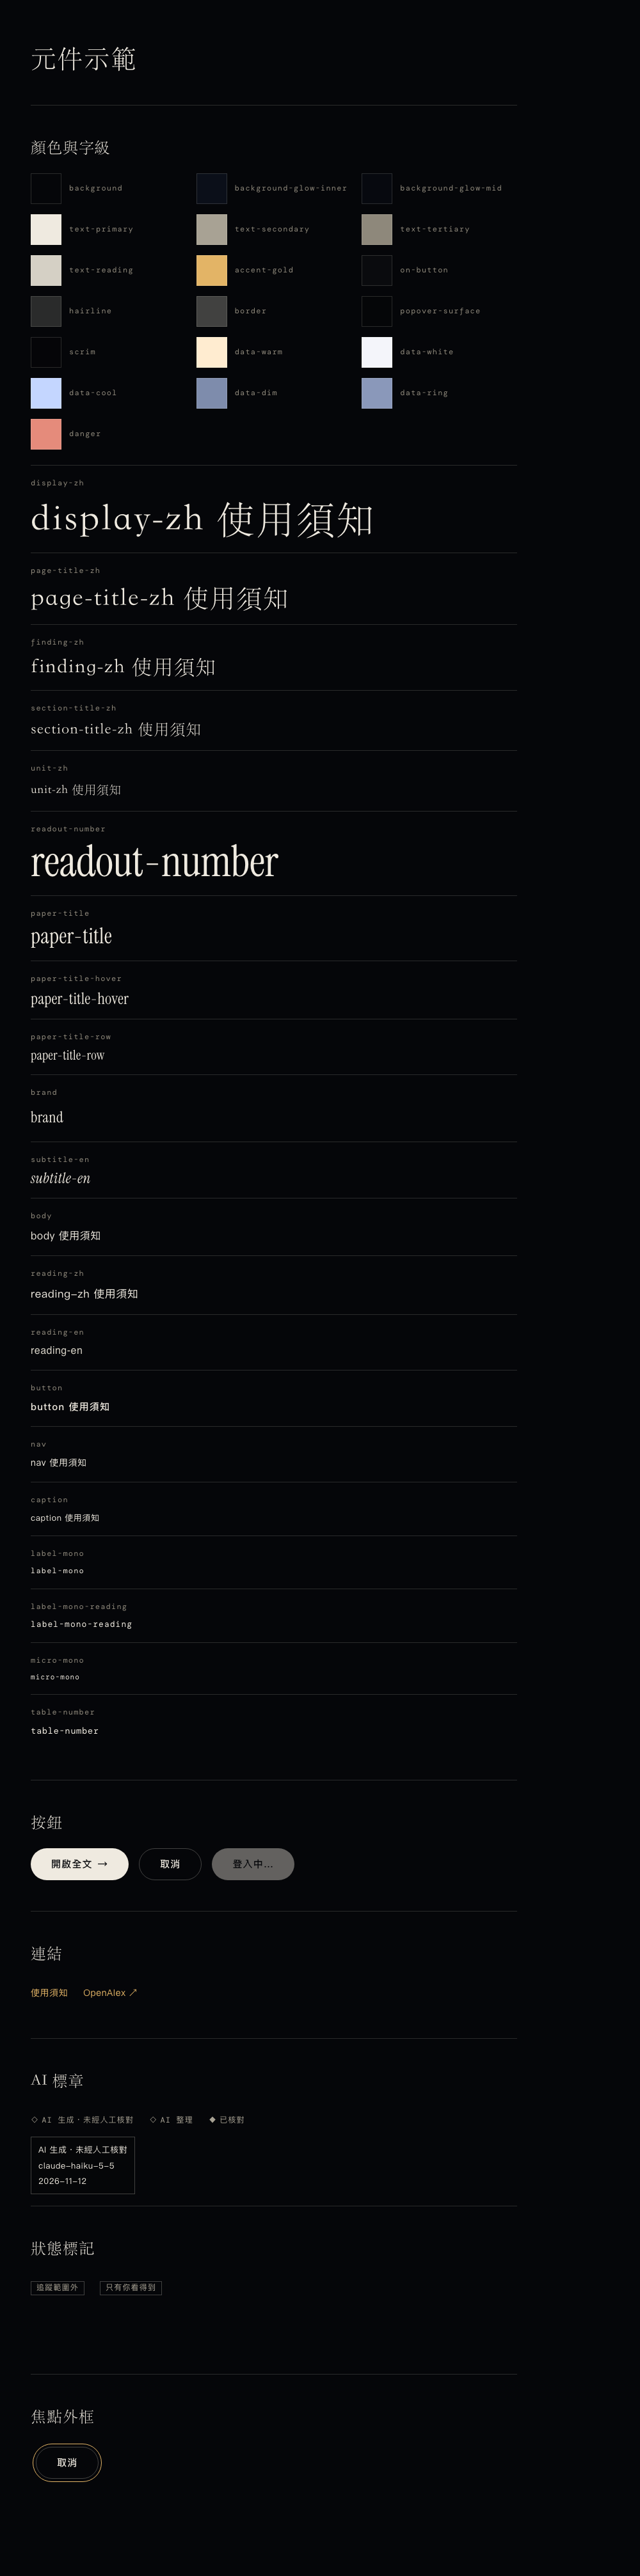 元件示範
顏色與字級
background
background-glow-inner
background-glow-mid
text-primary
text-secondary
text-tertiary
text-reading
accent-gold
on-button
hairline
border
popover-surface
scrim
data-warm
data-white
data-cool
data-dim
data-ring
danger
display-zh
display-zh 使用須知
page-title-zh
page-title-zh 使用須知
finding-zh
finding-zh 使用須知
section-title-zh
section-title-zh 使用須知
unit-zh
unit-zh 使用須知
readout-number
readout-number
paper-title
paper-title
paper-title-hover
paper-title-hover
paper-title-row
paper-title-row
brand
brand
subtitle-en
subtitle-en
body
body 使用須知
reading-zh
reading-zh 使用須知
reading-en
reading-en
button
button 使用須知
nav
nav 使用須知
caption
caption 使用須知
label-mono
label-mono
label-mono-reading
label-mono-reading
micro-mono
micro-mono
table-number
table-number
按鈕
開啟全文 →
取消
登入中…
連結
使用須知
OpenAlex ↗
AI 標章
◇ AI 生成・未經人工核對
◇ AI 整理
◆ 已核對
AI 生成・未經人工核對
claude-haiku-5-5
2026-11-12
狀態標記
追蹤範圍外
只有你看得到
焦點外框
取消